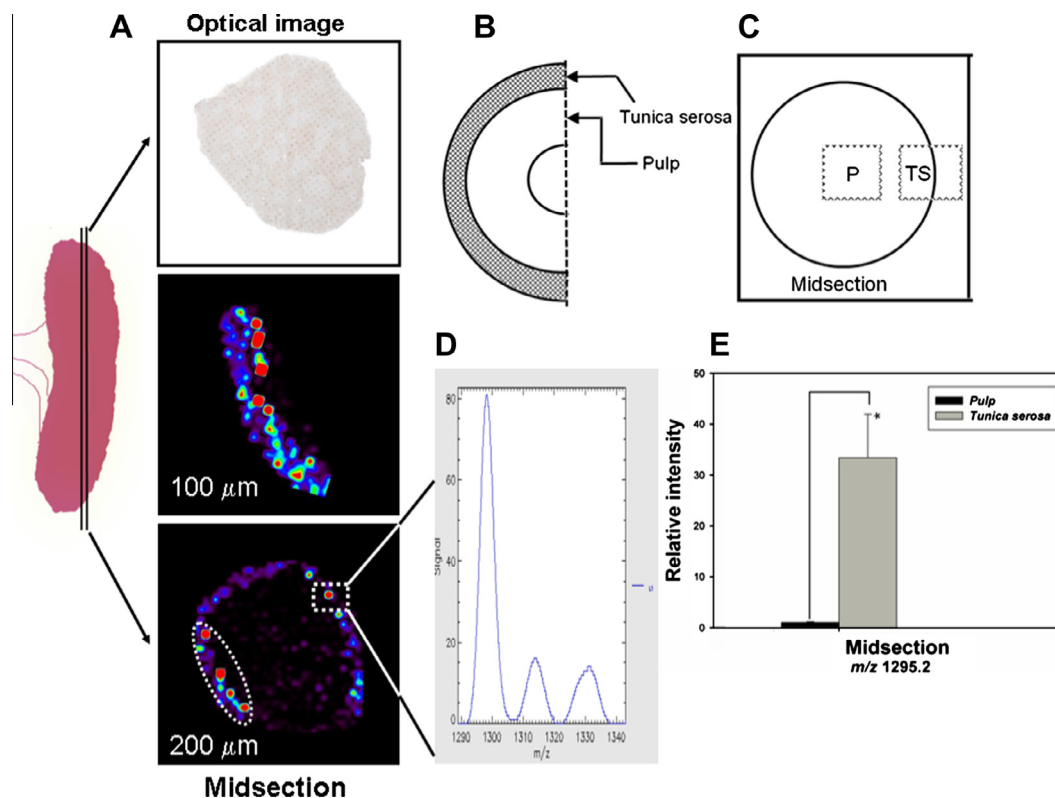 A
Optical image
100 μm
200 μm
Midsection
B
Tunica serosa
Pulp
C
P
TS
Midsection
D
Signal
80
60
40
20
0
1290 1300 1310 1320 1330 1340
m/z
s
E
Relative intensity
50
40
30
20
10
0
Pulp
Tunica serosa
*
Midsection
m/z 1295.2